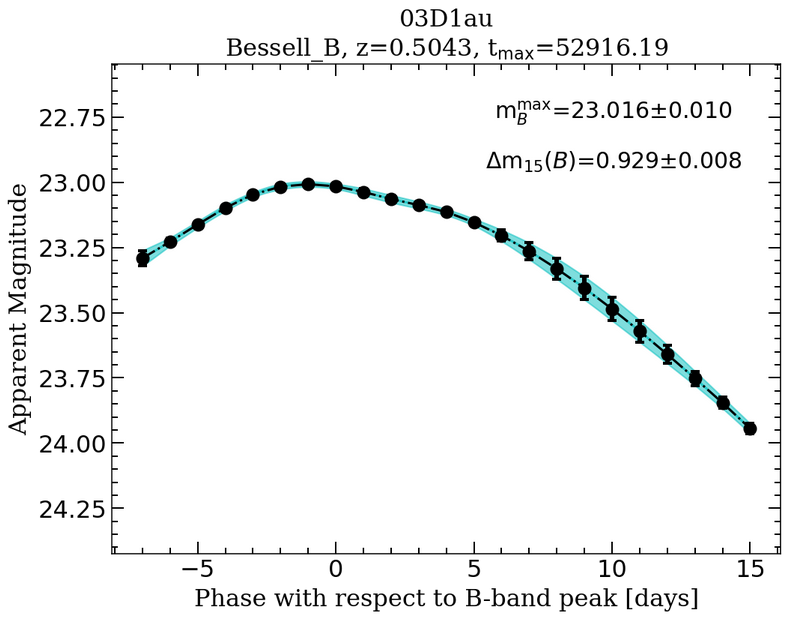 03D1au
Bessell_B, z=0.5043, t_max=52916.19
m_B^max=23.016±0.010
Δm_15(B)=0.929±0.008
22.75
23.00
23.25
23.50
23.75
24.00
24.25
Apparent Magnitude
−5 0 5 10 15
Phase with respect to B-band peak [days]